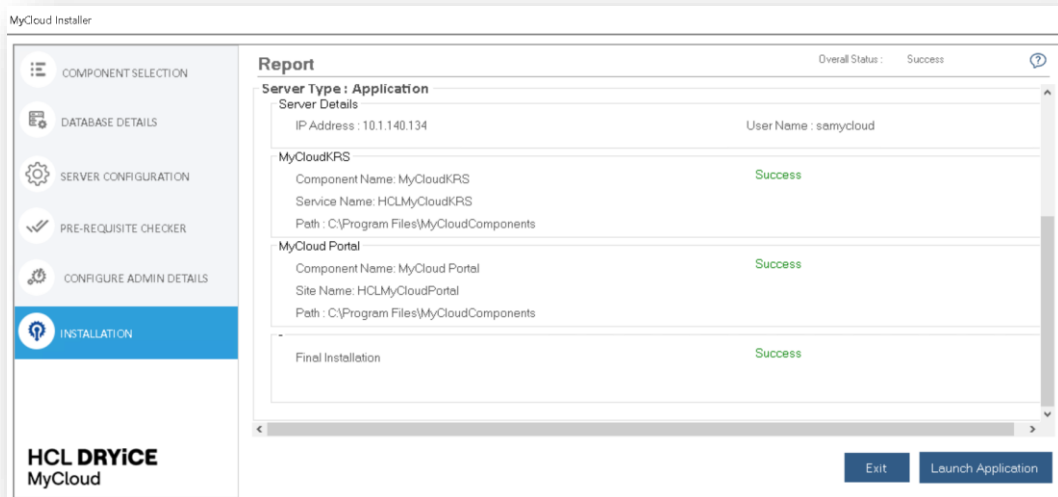 MyCloud Installer
COMPONENT SELECTION
DATABASE DETAILS
SERVER CONFIGURATION
PRE-REQUISITE CHECKER
CONFIGURE ADMIN DETAILS
INSTALLATION
HCL DRYiCE
MyCloud
Report
Overall Status : Success
Server Type : Application
Server Details
IP Address : 10.1.140.134 User Name : samycloud
MyCloudKRS
Component Name: MyCloudKRS Success
Service Name: HCLMyCloudKRS
Path : C:\Program Files\MyCloudComponents
MyCloud Portal
Component Name: MyCloud Portal Success
Site Name: HCLMyCloudPortal
Path : C:\Program Files\MyCloudComponents
-
Final Installation Success
Exit Launch Application